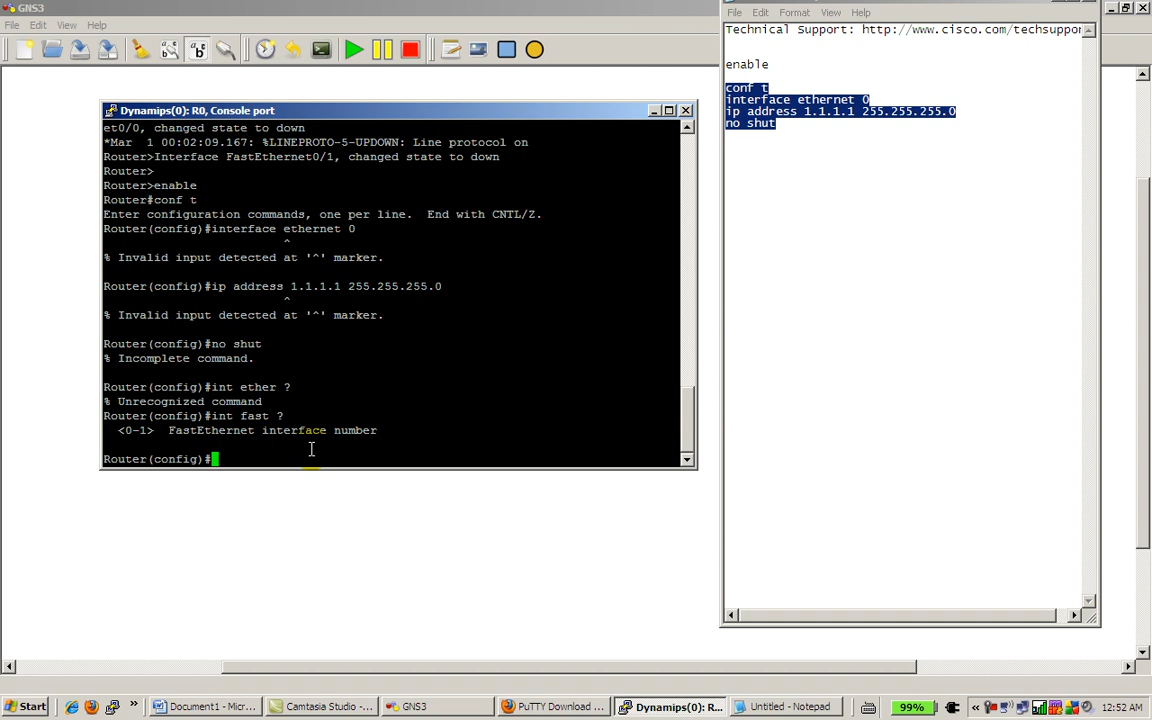 GNS3
File Edit View Help
Dynamips(0): R0, Console port
et0/0, changed state to down
*Mar  1 00:02:09.167: %LINEPROTO-5-UPDOWN: Line protocol on
Router>Interface FastEthernet0/1, changed state to down
Router>
Router>enable
Router#conf t
Enter configuration commands, one per line.  End with CNTL/Z.
Router(config)#interface ethernet 0
^
% Invalid input detected at '^' marker.
Router(config)#ip address 1.1.1.1 255.255.255.0
^
% Invalid input detected at '^' marker.
Router(config)#no shut
% Incomplete command.
Router(config)#int ether ?
% Unrecognized command
Router(config)#int fast ?
<0-1>  FastEthernet interface number
Router(config)#
File Edit Format View Help
Technical Support: http://www.cisco.com/techsuppor
enable
conf t
interface ethernet 0
ip address 1.1.1.1 255.255.255.0
no shut
Start Document1 - Micr... Camtasia Studio -... GNS3 PuTTY Download ... Dynamips(0): R... Untitled - Notepad 99% 12:52 AM